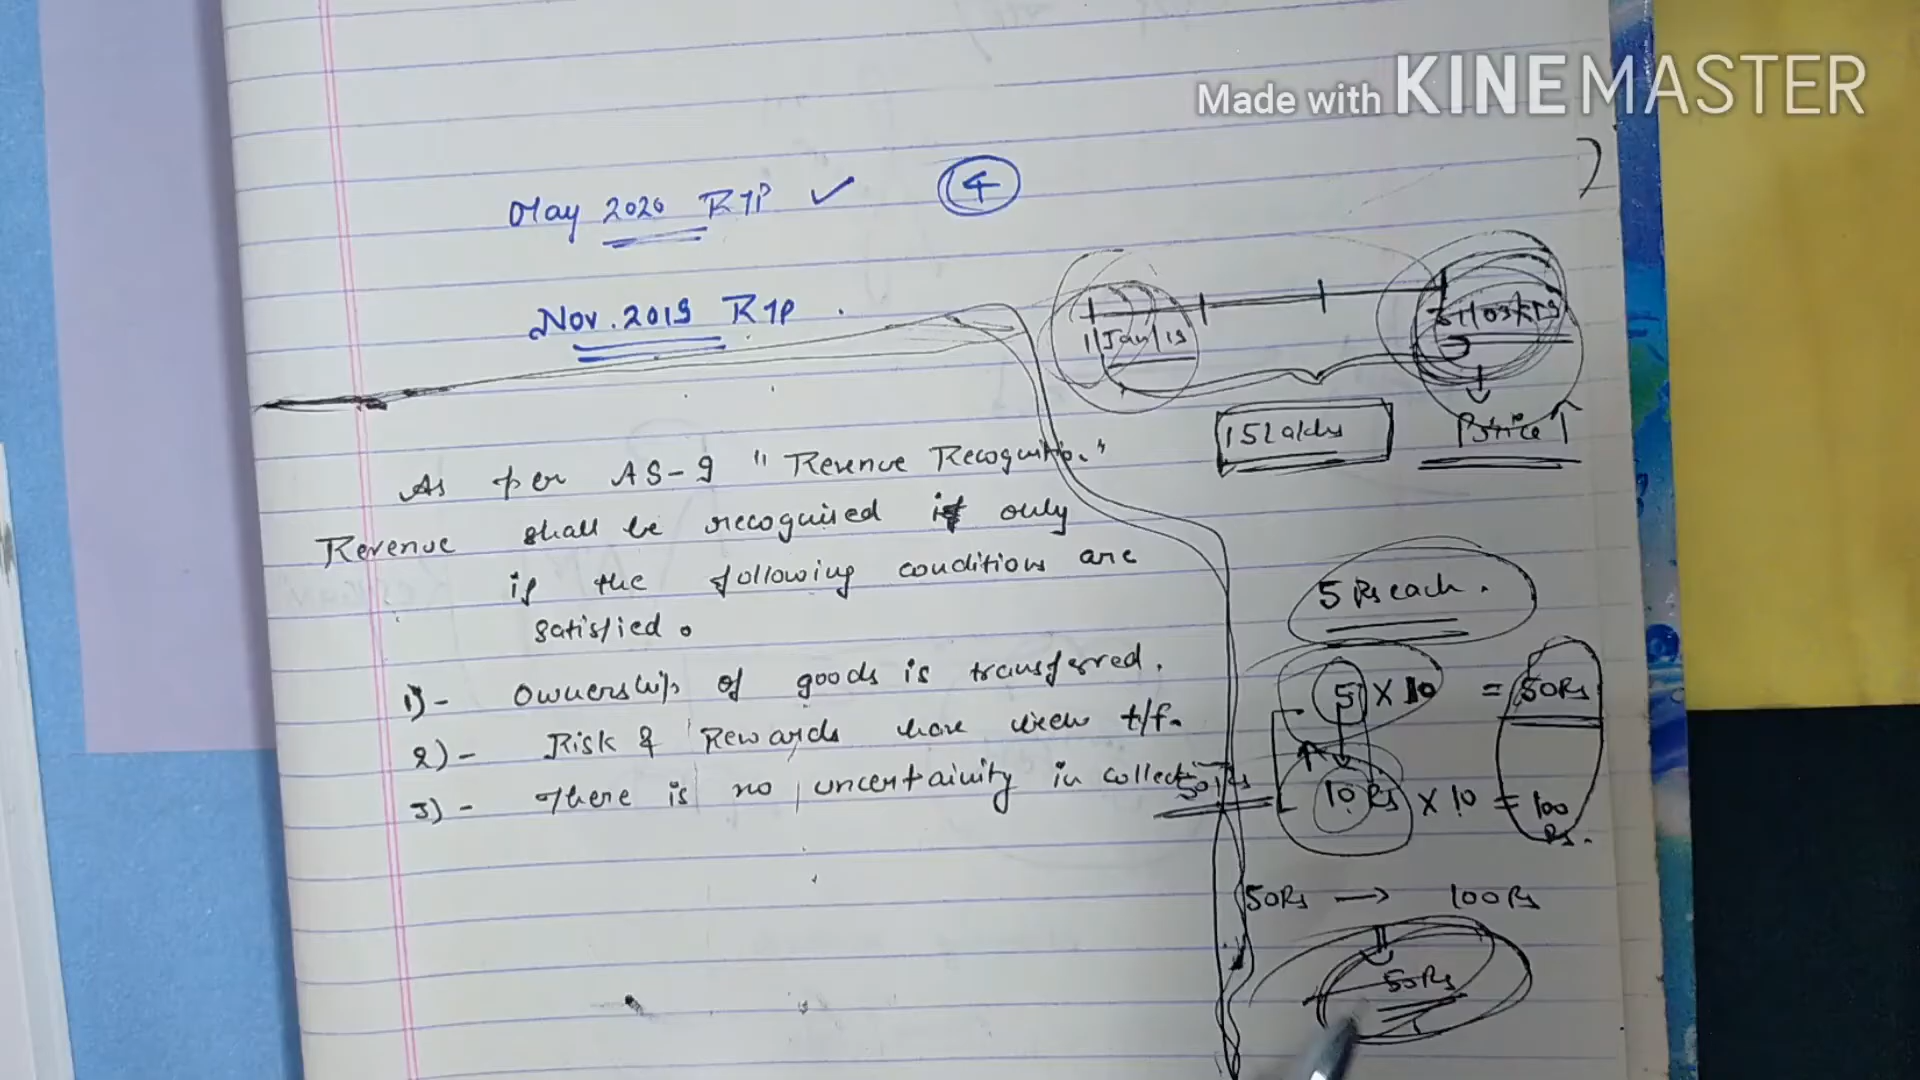 Made with KINEMASTER
May 2020 RTP ✓ 4
Nov. 2019 RTP
1/Jan/19
15 Lakhs
Price ↑
As per AS-9 "Revenue Recognition."
Revenue shall be recognised if only
if the following conditions are
satisfied.
1)- Ownership of goods is transferred.
2)- Risk & Rewards have been t/f.
3)- There is no uncertainity in collection
5 Rs each.
5 × 10 = 50Rs
50Rs
10 Rs × 10 = 100 Rs.
50Rs → 100Rs
50Rs